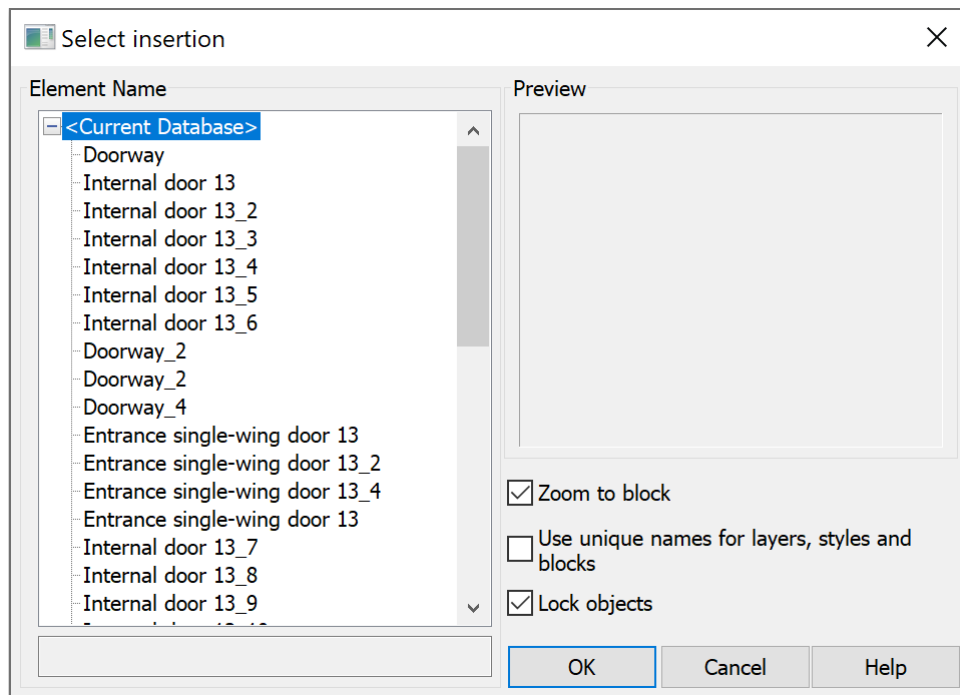 Select insertion
Element Name
<Current Database>
Doorway
Internal door 13
Internal door 13_2
Internal door 13_3
Internal door 13_4
Internal door 13_5
Internal door 13_6
Doorway_2
Doorway_2
Doorway_4
Entrance single-wing door 13
Entrance single-wing door 13_2
Entrance single-wing door 13_4
Entrance single-wing door 13
Internal door 13_7
Internal door 13_8
Internal door 13_9
Preview
Zoom to block
Use unique names for layers, styles and
blocks
Lock objects
OK
Cancel
Help